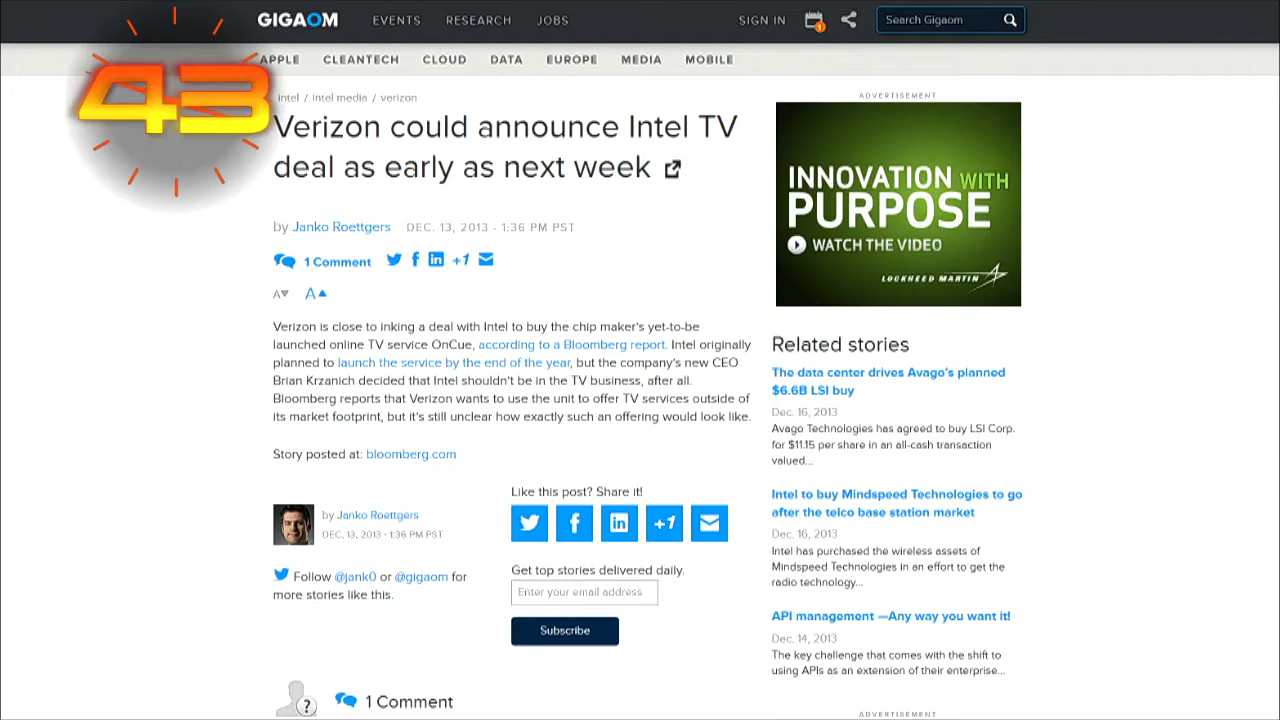 GIGAOM
EVENTS
RESEARCH
JOBS
SIGN IN
1
Search Gigaom
APPLE
CLEANTECH
CLOUD
DATA
EUROPE
MEDIA
MOBILE
43
intel / intel media / verizon
Verizon could announce Intel TV
deal as early as next week
by Janko Roettgers DEC. 13, 2013 - 1:36 PM PST
1 Comment
f
in
+1
A A
Verizon is close to inking a deal with Intel to buy the chip maker's yet-to-be
launched online TV service OnCue, according to a Bloomberg report. Intel originally
planned to launch the service by the end of the year, but the company's new CEO
Brian Krzanich decided that Intel shouldn't be in the TV business, after all.
Bloomberg reports that Verizon wants to use the unit to offer TV services outside of
its market footprint, but it's still unclear how exactly such an offering would look like.
Story posted at: bloomberg.com
by Janko Roettgers
DEC. 13, 2013 - 1:36 PM PST
Follow @jank0 or @gigaom for
more stories like this.
Like this post? Share it!
f
in
+1
Get top stories delivered daily.
Enter your email address
Subscribe
?
1 Comment
ADVERTISEMENT
INNOVATION WITH
PURPOSE
WATCH THE VIDEO
LOCKHEED MARTIN
Related stories
The data center drives Avago's planned
$6.6B LSI buy
Dec. 16, 2013
Avago Technologies has agreed to buy LSI Corp.
for $11.15 per share in an all-cash transaction
valued...
Intel to buy Mindspeed Technologies to go
after the telco base station market
Dec. 16, 2013
Intel has purchased the wireless assets of
Mindspeed Technologies in an effort to get the
radio technology...
API management —Any way you want it!
Dec. 14, 2013
The key challenge that comes with the shift to
using APIs as an extension of their enterprise...
ADVERTISEMENT